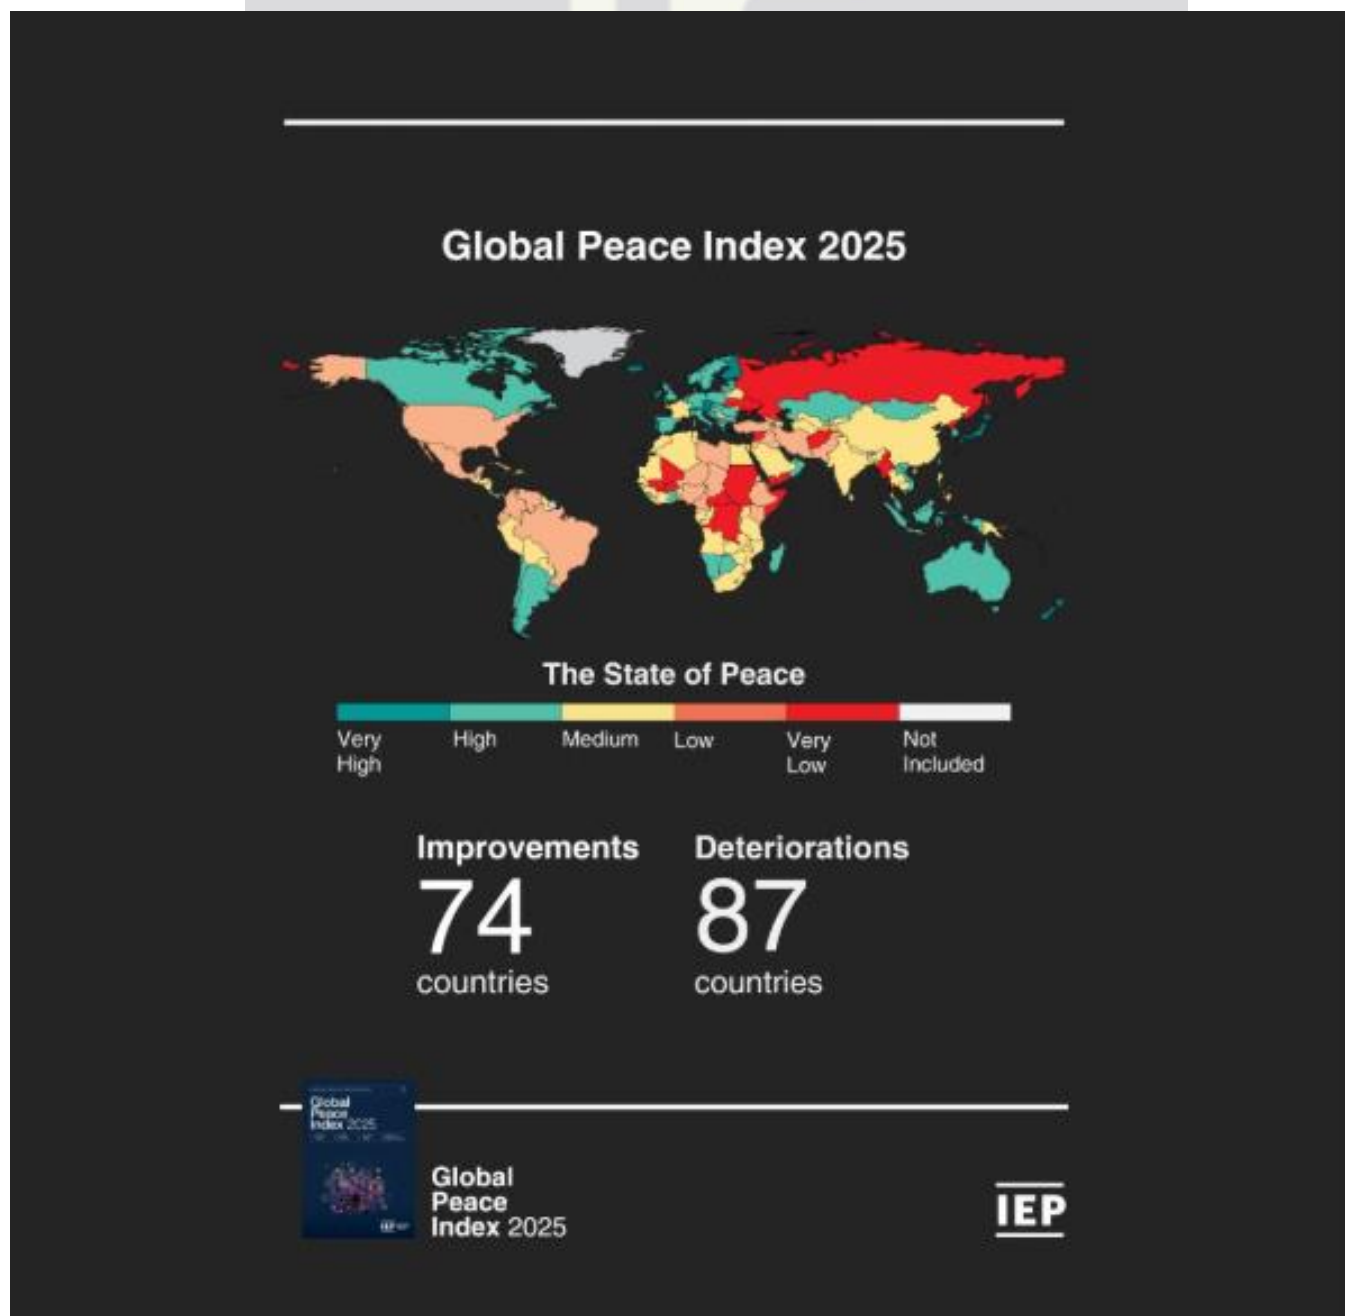 Global Peace Index 2025
The State of Peace
Very High
High
Medium
Low
Very Low
Not Included
Improvements
74
countries
Deteriorations
87
countries
Global
Peace
Index 2025
IEP
Global
Peace
Index 2025
IEP